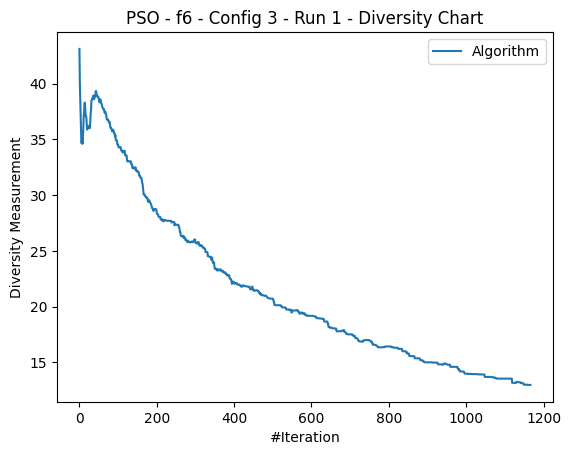 PSO - f6 - Config 3 - Run 1 - Diversity Chart
Algorithm
Diversity Measurement
40
35
30
25
20
15
0 200 400 600 800 1000 1200
#Iteration